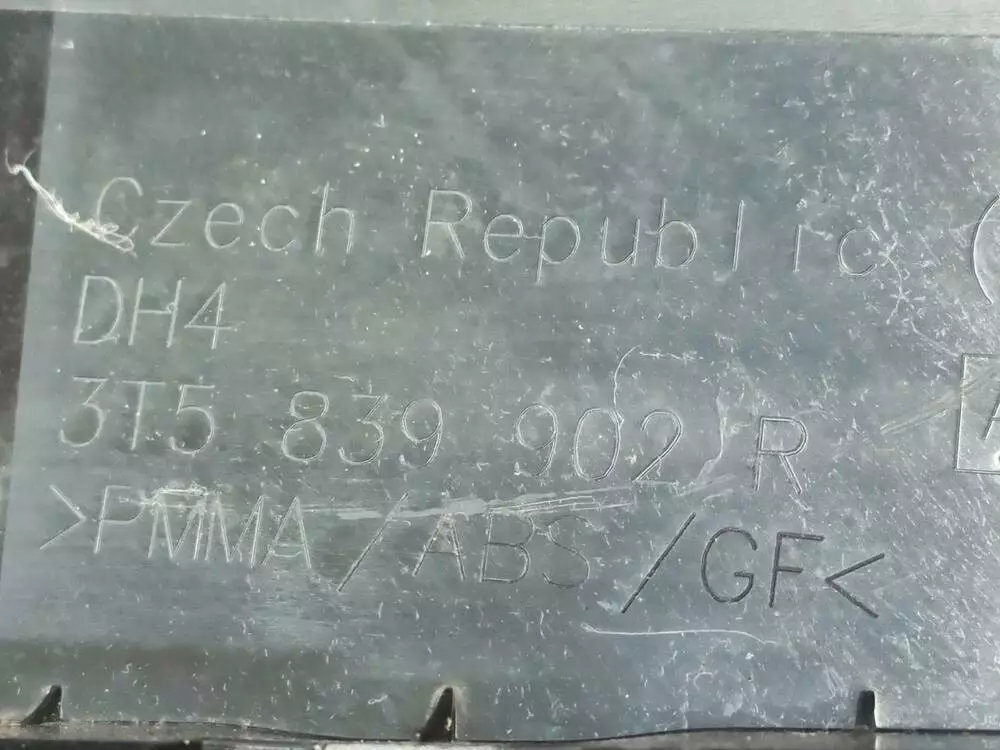 Czech Republic
DH4
3T5 839 902 R
>PMMA/ABS/GF<